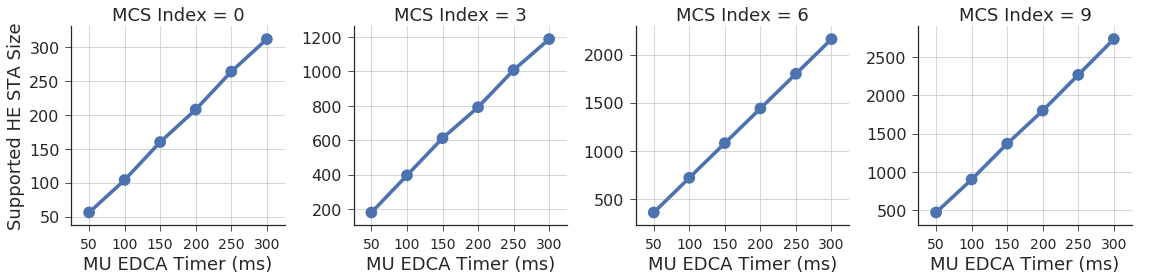 MCS Index = 0
Supported HE STA Size
300
250
200
150
100
50
50 100 150 200 250 300
MU EDCA Timer (ms)
MCS Index = 3
1200
1000
800
600
400
200
50 100 150 200 250 300
MU EDCA Timer (ms)
MCS Index = 6
2000
1500
1000
500
50 100 150 200 250 300
MU EDCA Timer (ms)
MCS Index = 9
2500
2000
1500
1000
500
50 100 150 200 250 300
MU EDCA Timer (ms)